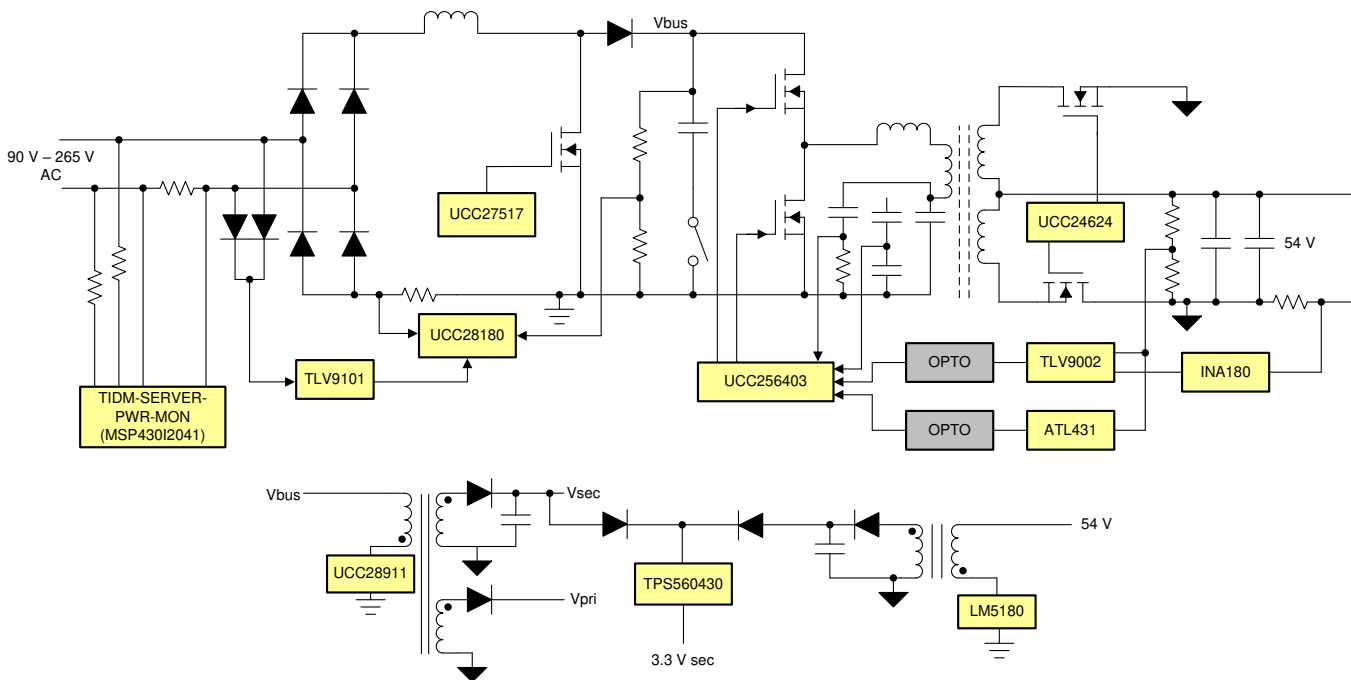 Vbus
90 V – 265 V
AC
UCC27517
UCC24624
54 V
UCC28180
TLV9101
UCC256403
OPTO
TLV9002
INA180
TIDM-SERVER-
PWR-MON
(MSP430I2041)
OPTO
ATL431
Vbus
Vsec
54 V
UCC28911
TPS560430
Vpri
LM5180
3.3 V sec